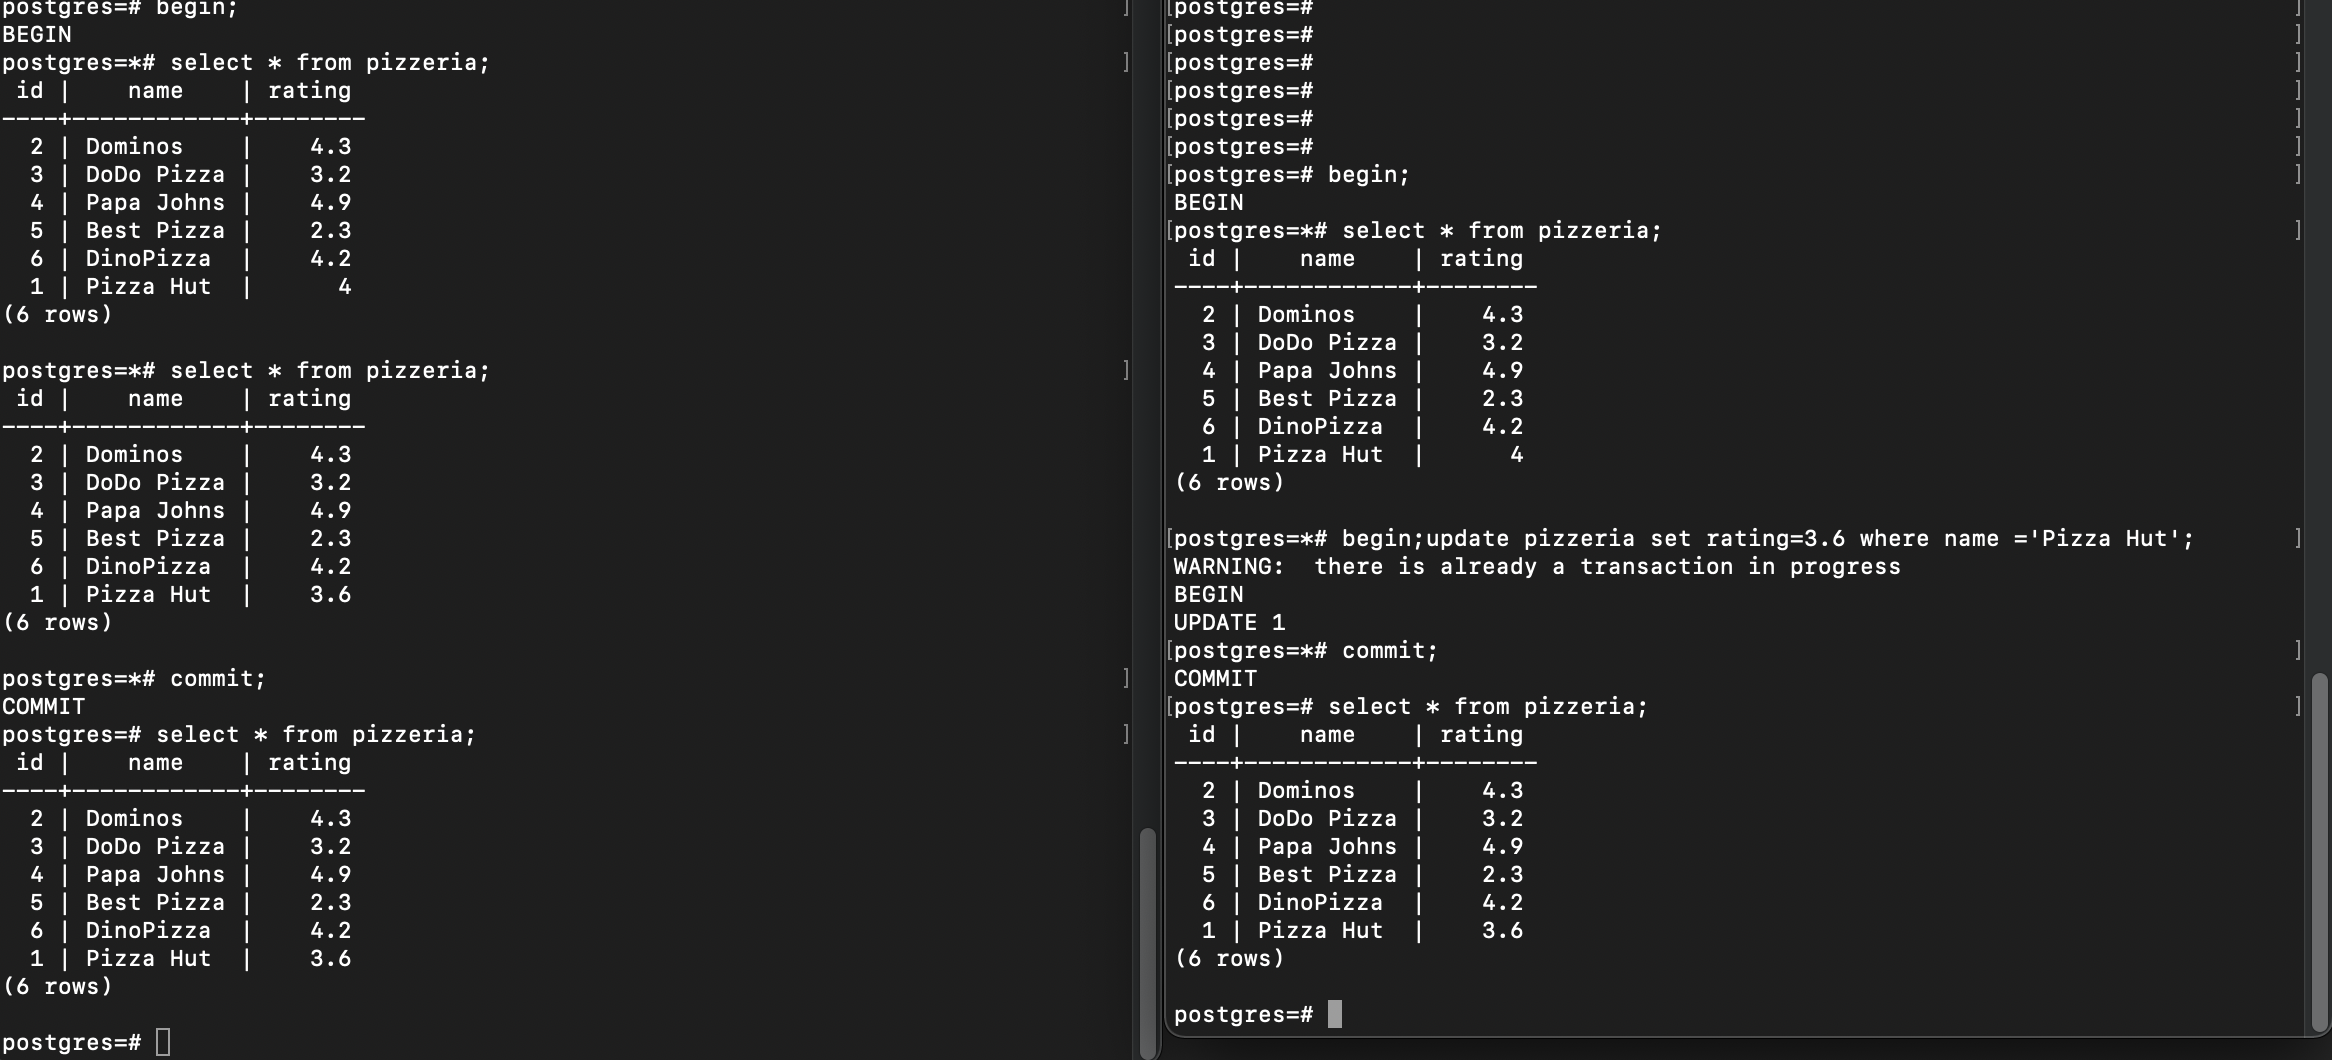 postgres=# begin;
BEGIN
postgres=*# select * from pizzeria;
 id |    name    | rating
----+------------+--------
  2 | Dominos    |    4.3
  3 | DoDo Pizza |    3.2
  4 | Papa Johns |    4.9
  5 | Best Pizza |    2.3
  6 | DinoPizza  |    4.2
  1 | Pizza Hut  |      4
(6 rows)

postgres=*# select * from pizzeria;
 id |    name    | rating
----+------------+--------
  2 | Dominos    |    4.3
  3 | DoDo Pizza |    3.2
  4 | Papa Johns |    4.9
  5 | Best Pizza |    2.3
  6 | DinoPizza  |    4.2
  1 | Pizza Hut  |    3.6
(6 rows)

postgres=*# commit;
COMMIT
postgres=# select * from pizzeria;
 id |    name    | rating
----+------------+--------
  2 | Dominos    |    4.3
  3 | DoDo Pizza |    3.2
  4 | Papa Johns |    4.9
  5 | Best Pizza |    2.3
  6 | DinoPizza  |    4.2
  1 | Pizza Hut  |    3.6
(6 rows)

postgres=#
postgres=#
postgres=#
postgres=#
postgres=#
postgres=#
postgres=#
postgres=# begin;
BEGIN
postgres=*# select * from pizzeria;
 id |    name    | rating
----+------------+--------
  2 | Dominos    |    4.3
  3 | DoDo Pizza |    3.2
  4 | Papa Johns |    4.9
  5 | Best Pizza |    2.3
  6 | DinoPizza  |    4.2
  1 | Pizza Hut  |      4
(6 rows)

postgres=*# begin;update pizzeria set rating=3.6 where name ='Pizza Hut';
WARNING:  there is already a transaction in progress
BEGIN
UPDATE 1
postgres=*# commit;
COMMIT
postgres=# select * from pizzeria;
 id |    name    | rating
----+------------+--------
  2 | Dominos    |    4.3
  3 | DoDo Pizza |    3.2
  4 | Papa Johns |    4.9
  5 | Best Pizza |    2.3
  6 | DinoPizza  |    4.2
  1 | Pizza Hut  |    3.6
(6 rows)

postgres=#